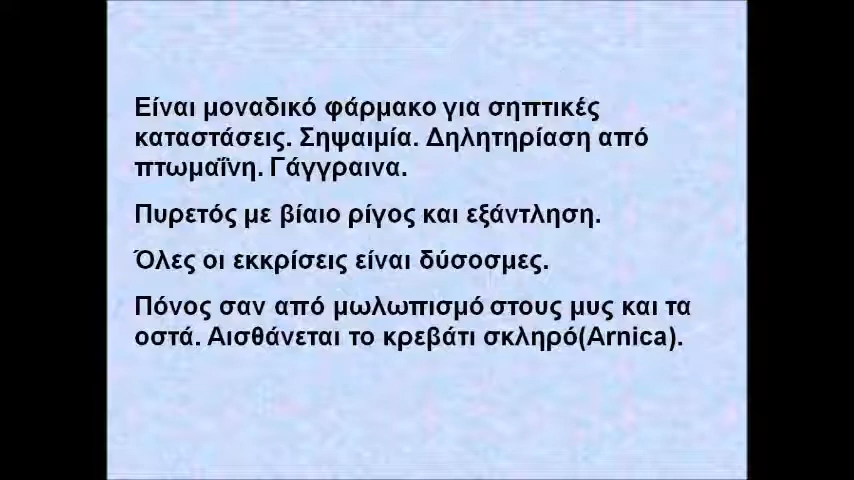 Είναι μοναδικό φάρμακο για σηπτικές
καταστάσεις. Σηψαιμία. Δηλητηρίαση από
πτωμαΐνη. Γάγγραινα.
Πυρετός με βίαιο ρίγος και εξάντληση.
Όλες οι εκκρίσεις είναι δύσοσμες.
Πόνος σαν από μωλωπισμό στους μυς και τα
οστά. Αισθάνεται το κρεβάτι σκληρό(Arnica).